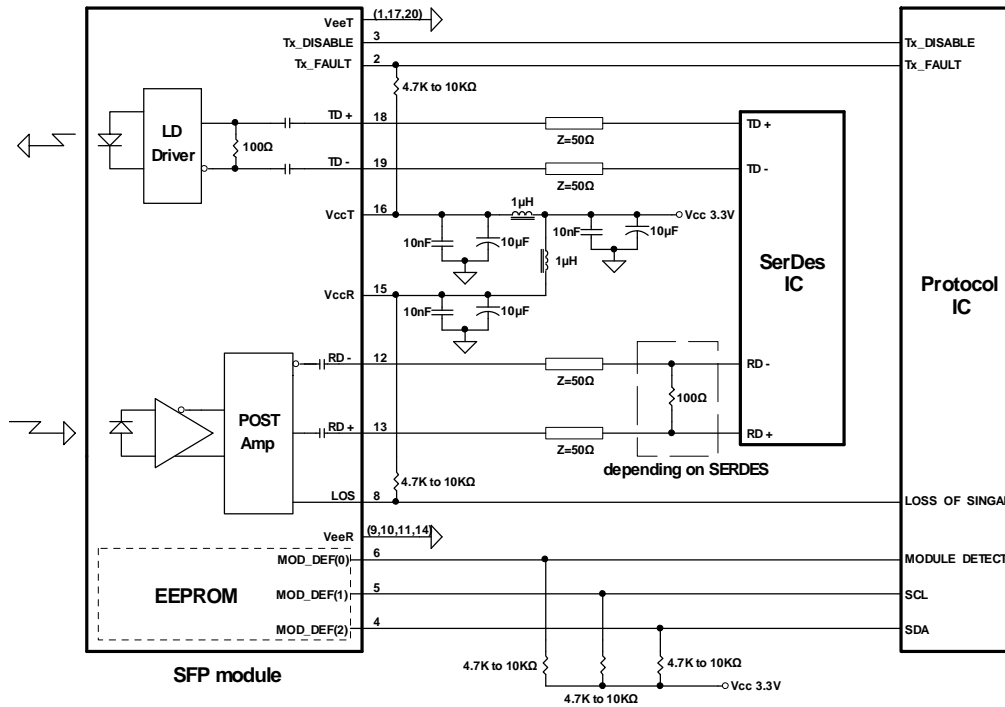 VeeT (1,17,20)
Tx_DISABLE 3 Tx_DISABLE
Tx_FAULT 2 Tx_FAULT
4.7K to 10KΩ
LD
Driver
100Ω
TD+ 18 Z=50Ω TD+
TD- 19 Z=50Ω TD-
1µH
VccT 16 Vcc 3.3V
10nF 10µF 10nF 10µF
1µH
SerDes
IC
Protocol
IC
VccR 15
10nF 10µF
RD- 12 Z=50Ω RD-
POST
Amp
100Ω
RD+ 13 Z=50Ω RD+
depending on SERDES
4.7K to 10KΩ
LOS 8 LOSS OF SINGAL
VeeR (9,10,11,14)
MOD_DEF(0) 6 MODULE DETECT
EEPROM
MOD_DEF(1) 5 SCL
MOD_DEF(2) 4 SDA
SFP module
4.7K to 10KΩ 4.7K to 10KΩ
4.7K to 10KΩ
Vcc 3.3V